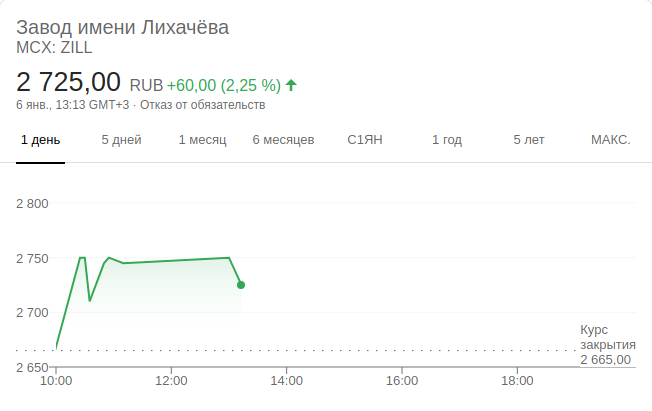 Завод имени Лихачёва
MCX: ZILL
2 725,00 RUB +60,00 (2,25 %)
6 янв., 13:13 GMT+3 · Отказ от обязательств
1 день 5 дней 1 месяц 6 месяцев С1ЯН 1 год 5 лет МАКС.
2 800
2 750
2 700
Курс
закрытия
2 665,00
2 650
10:00 12:00 14:00 16:00 18:00